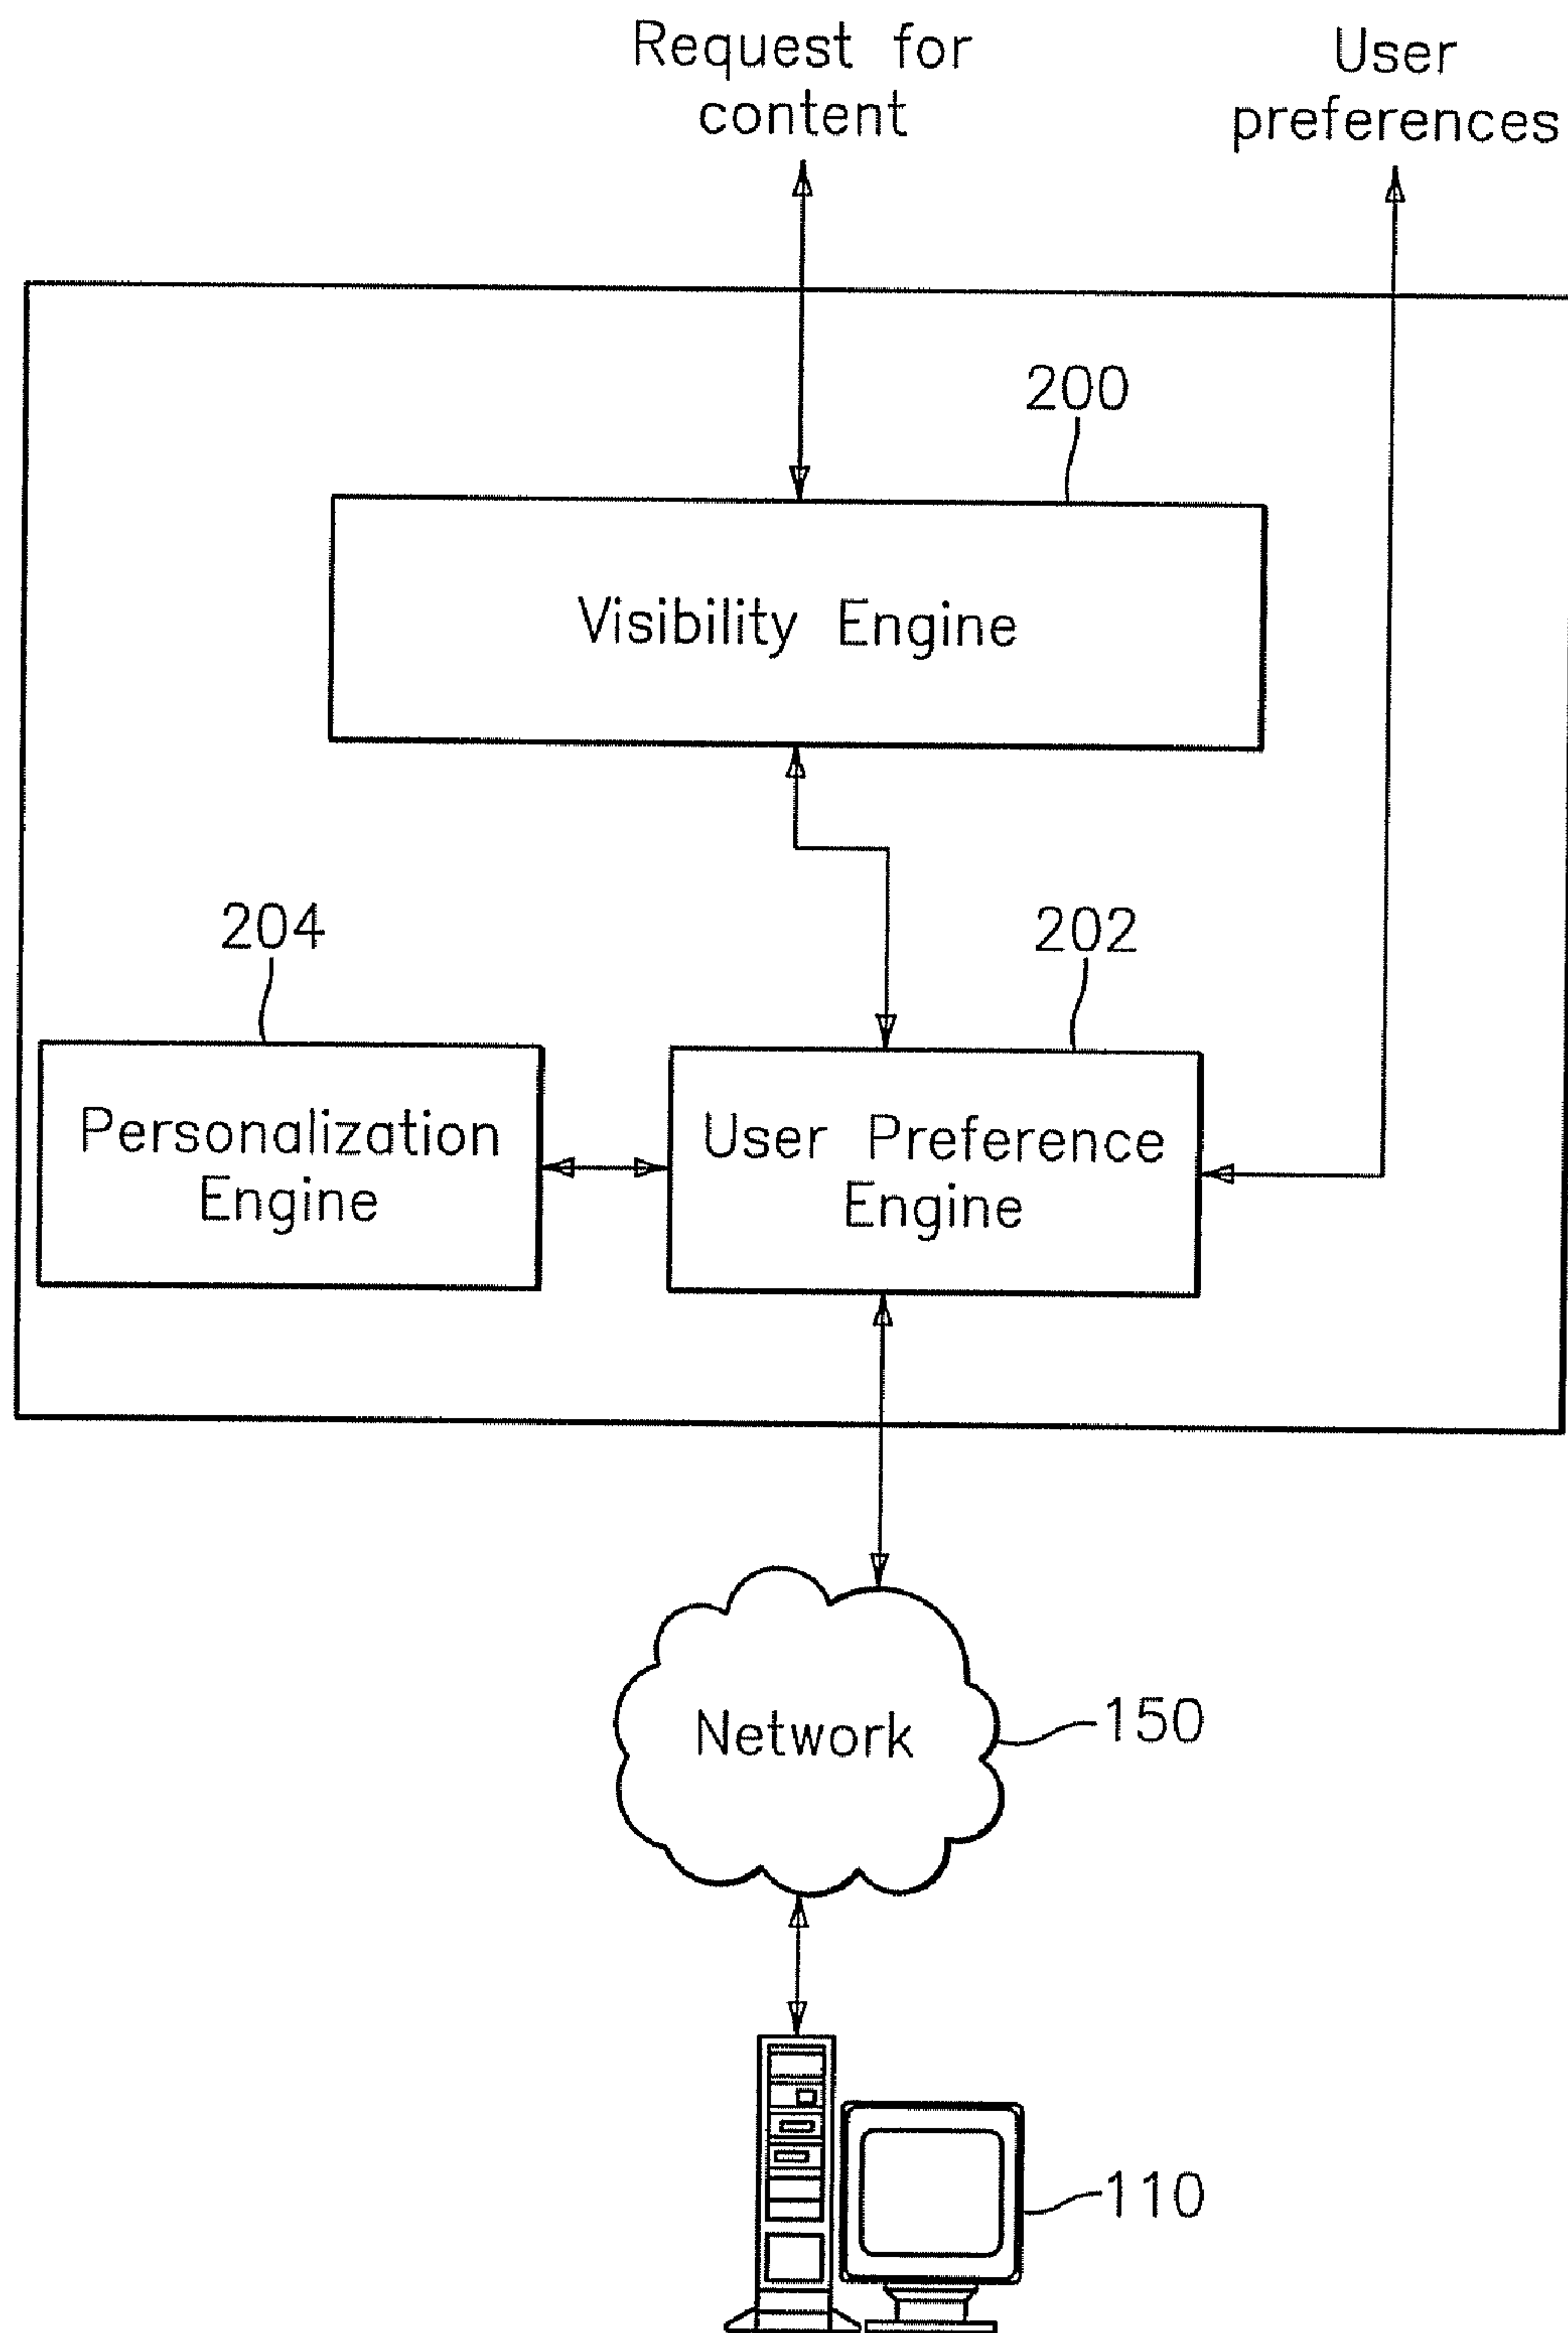 Request for
content
User
preferences
200
Visibility Engine
204
202
Personalization
Engine
User Preference
Engine
Network
150
110